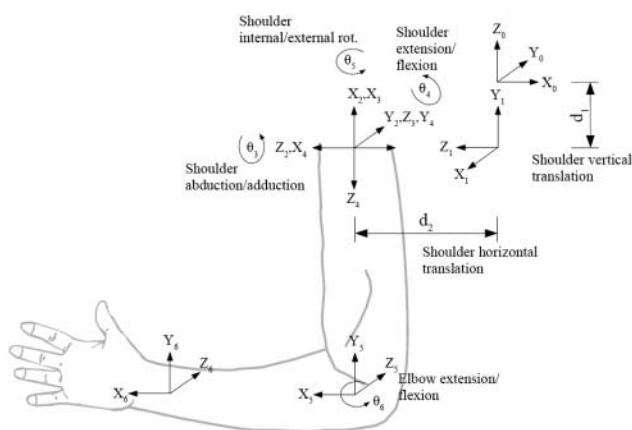 Shoulder
internal/external rot.
θ5
Shoulder
extension/
flexion
θ4
Z0
Y0
X0
X2,X3
Y2,Z3,Y4
Y1
d1
θ3
Z2,X4
Z1
X1
Shoulder
abduction/adduction
Z4
Shoulder vertical
translation
d2
Shoulder horizontal
translation
Y6
Z6
X6
Y5
Z5
X5
θ6
Elbow extension/
flexion